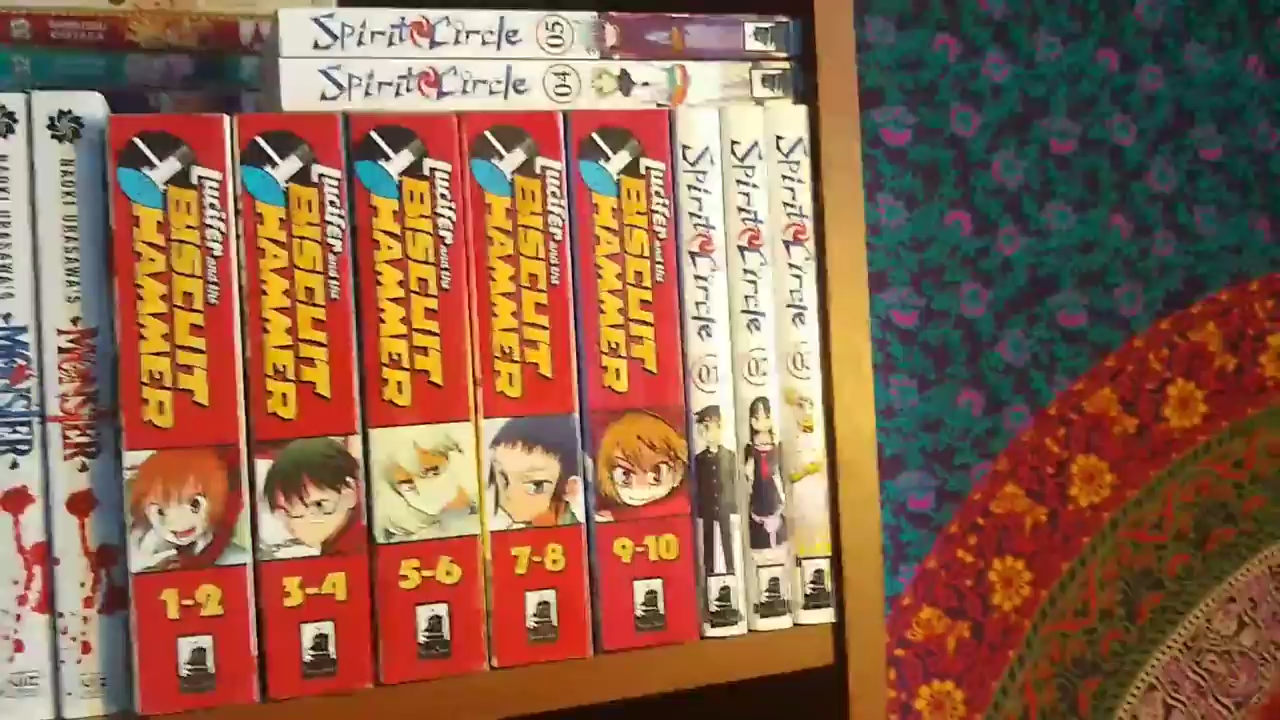 Spirit Circle 05
Spirit Circle 04
NAOKI URASAWA'S
MONSTER
NAOKI URASAWA'S
MONSTER
Lucifer and the
BISCUIT
HAMMER
1-2
Lucifer and the
BISCUIT
HAMMER
3-4
Lucifer and the
BISCUIT
HAMMER
5-6
Lucifer and the
BISCUIT
HAMMER
7-8
Lucifer and the
BISCUIT
HAMMER
9-10
Spirit Circle
Spirit Circle
Spirit Circle